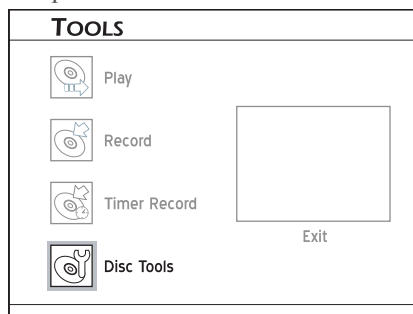 TOOLS
Play
Record
Timer Record
Exit
Disc Tools